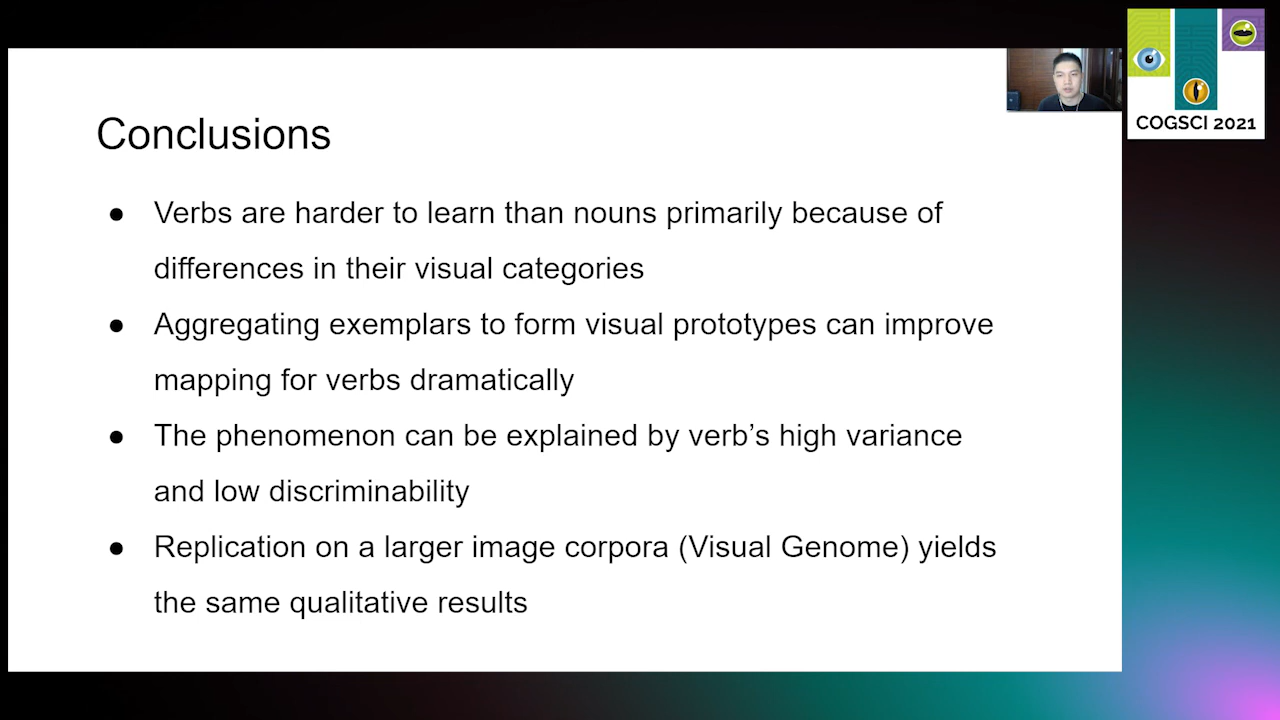 Conclusions
● Verbs are harder to learn than nouns primarily because of
differences in their visual categories
● Aggregating exemplars to form visual prototypes can improve
mapping for verbs dramatically
● The phenomenon can be explained by verb’s high variance
and low discriminability
● Replication on a larger image corpora (Visual Genome) yields
the same qualitative results
COGSCI 2021